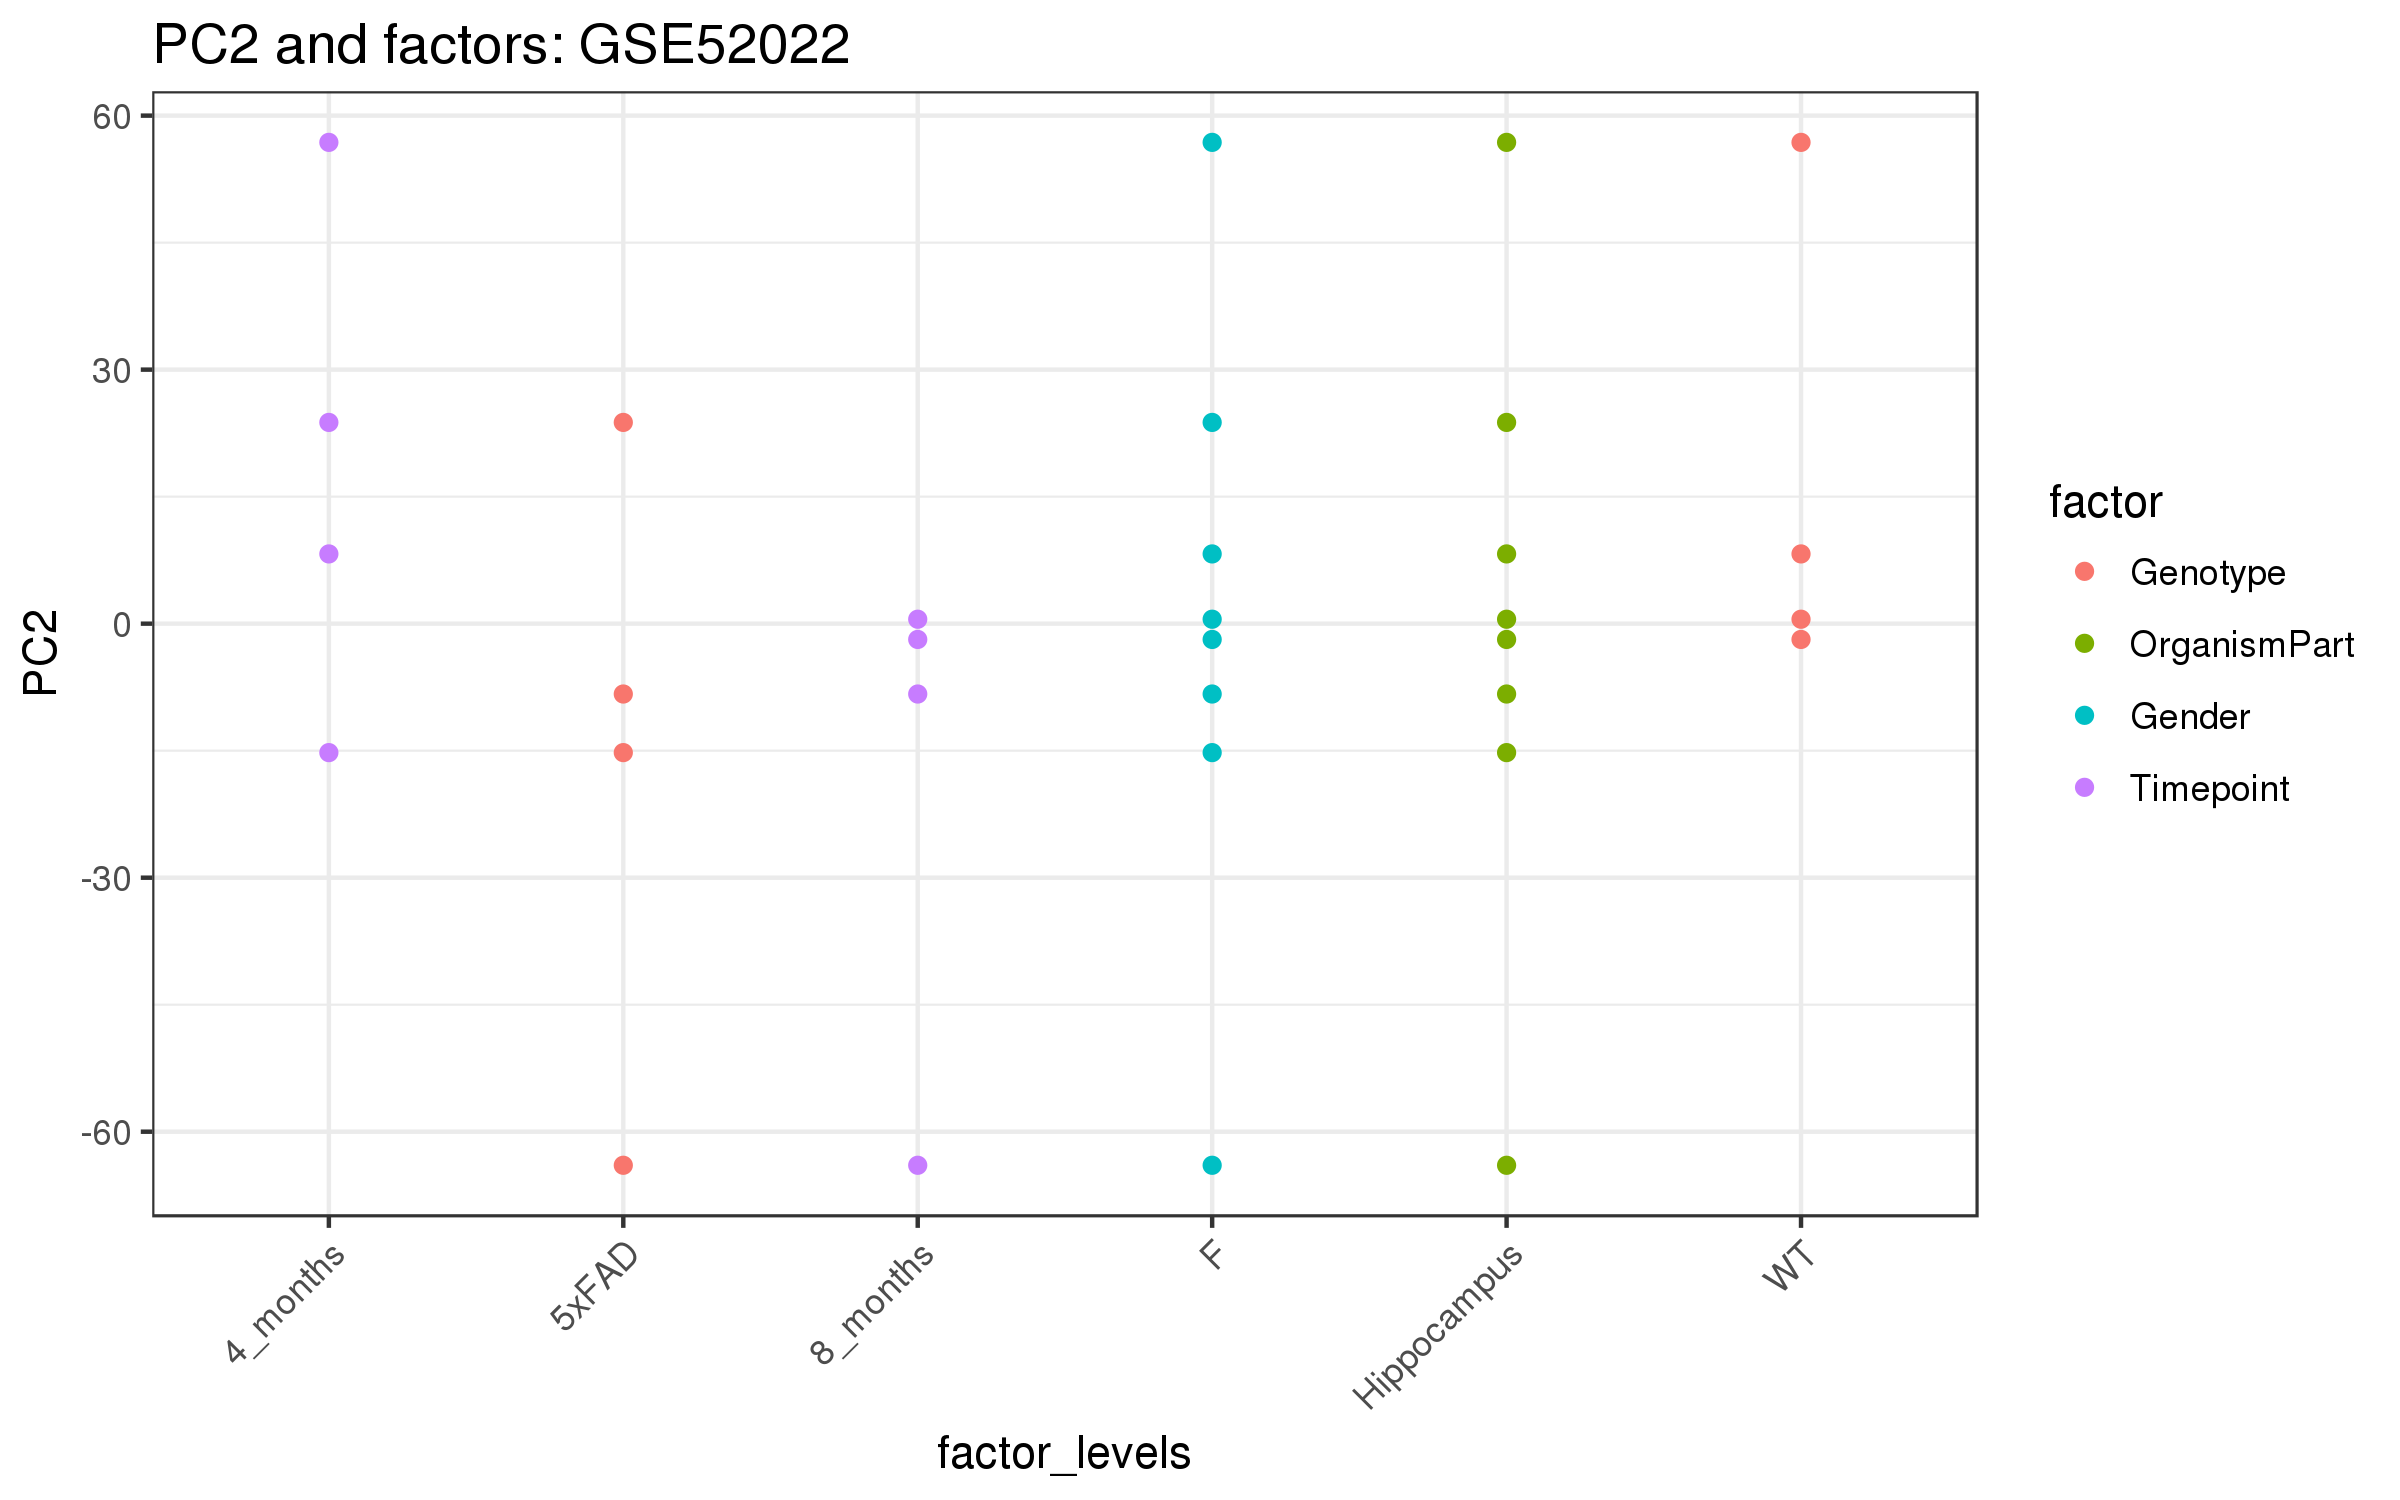 PC2 and factors: GSE52022
60
30
0
-30
-60
PC2
4_months
5xFAD
8_months
F
Hippocampus
WT
factor_levels
factor
Genotype
OrganismPart
Gender
Timepoint